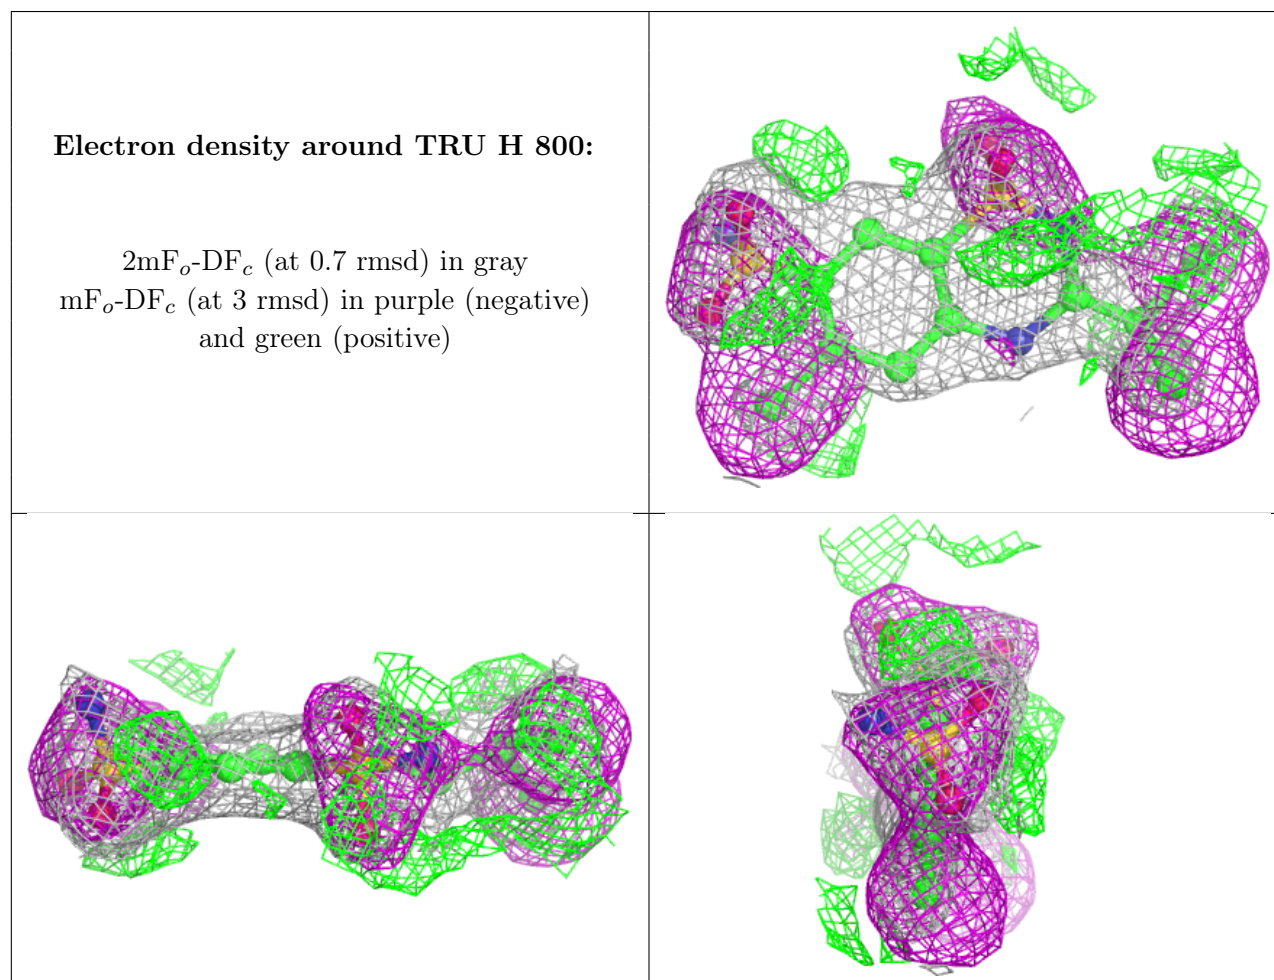 Electron density around TRU H 800:
2mFo-DFc (at 0.7 rmsd) in gray
mFo-DFc (at 3 rmsd) in purple (negative)
and green (positive)